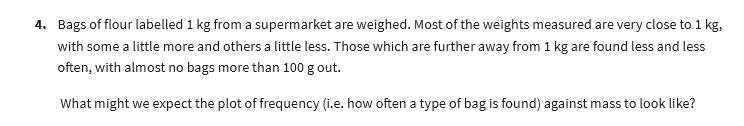 4. Bags of flour labelled 1 kg from a supermarket are weighed. Most of the weights measured are very close to 1 kg,
with some a little more and others a little less. Those which are further away from 1 kg are found less and less
often, with almost no bags more than 100 g out.
What might we expect the plot of frequency (i.e. how often a type of bag is found) against mass to look like?